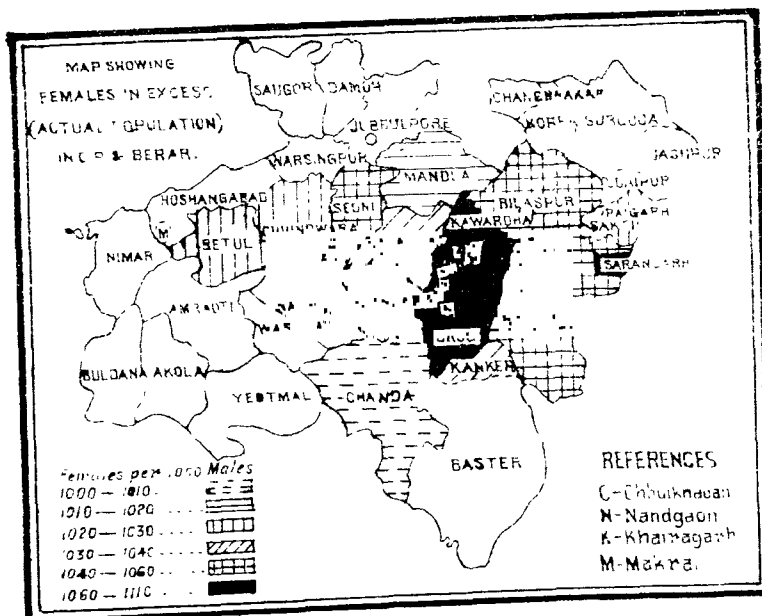 MAP SHOWING
FEMALES IN EXCESS
(ACTUAL POPULATION)
IN C P & BERAR.
SAUGOR
DAMOH
JUBBULPORE
KOREA SURGUJA
JASHPUR
NARSINGPUR
MANDLA
HOSHANGABAD
SEONI
BILASPUR
KAWARDHA
M
BETUL
NIMAR
SARANGARH
AMRAOTI
DRUG
KANKER
BULDANA
AKOLA
YEOTMAL
CHANDA
BASTER
Females per 1000 Males
1000 — 1010
1010 — 1020
1020 — 1030
1030 — 1040
1040 — 1060
1060 — 1110
REFERENCES
C-Chhuikhadan
N-Nandgaon
K-Khairagarh
M-Makrai